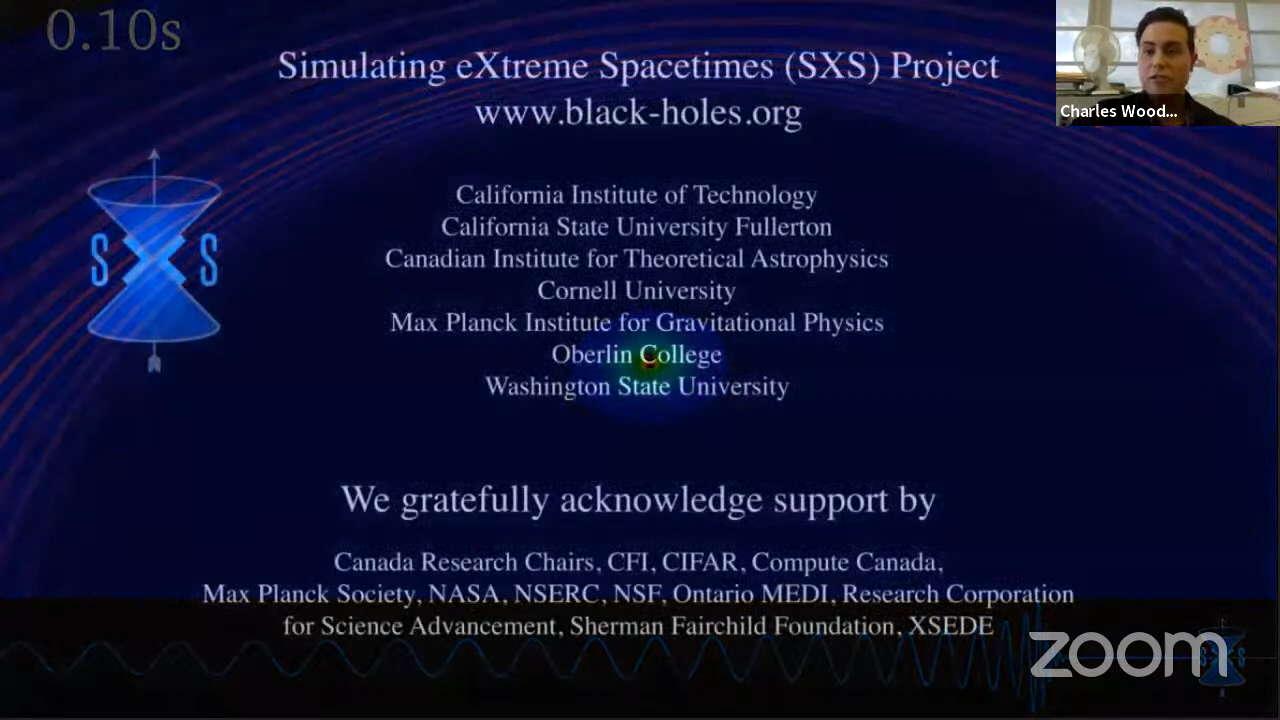 0.10s
Simulating eXtreme Spacetimes (SXS) Project
www.black-holes.org
Charles Wood...
California Institute of Technology
California State University Fullerton
Canadian Institute for Theoretical Astrophysics
S X S
Cornell University
Max Planck Institute for Gravitational Physics
Oberlin College
Washington State University
We gratefully acknowledge support by
Canada Research Chairs, CFI, CIFAR, Compute Canada,
Max Planck Society, NASA, NSERC, NSF, Ontario MEDI, Research Corporation
for Science Advancement, Sherman Fairchild Foundation, XSEDE
zoom
SXS